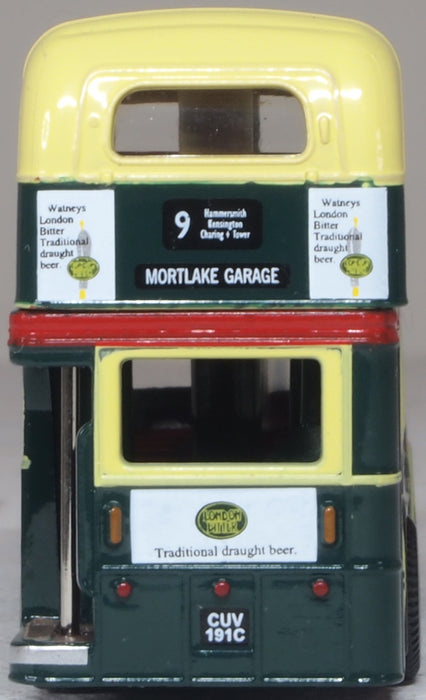 Watneys
London
Bitter
Traditional
draught
beer.
9
Hammersmith
Kensington
Charing + Tower
MORTLAKE GARAGE
Watneys
London
Bitter
Traditional
draught
beer.
LONDON
BITTER
Traditional draught beer.
CUV
191C